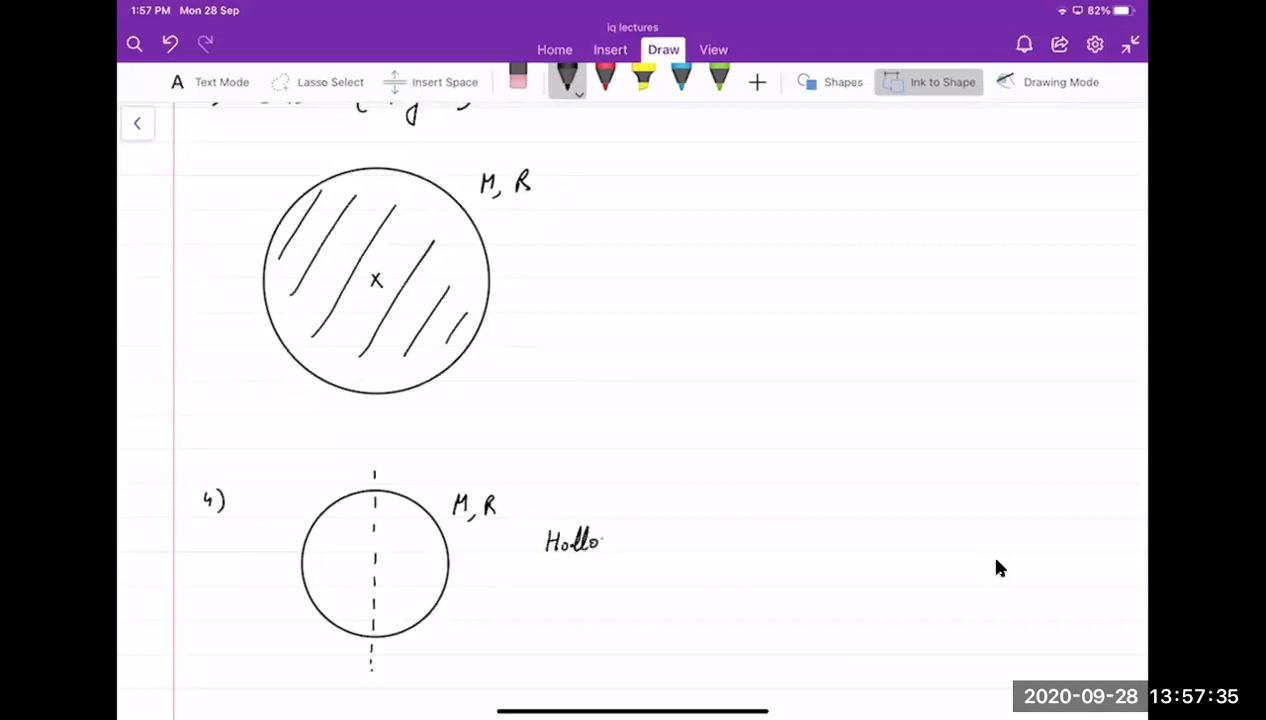 1:57 PM Mon 28 Sep
82%
iq lectures
Home Insert Draw View
A Text Mode Lasso Select Insert Space Shapes Ink to Shape Drawing Mode
M, R
x
4)
M, R
Hollo
2020-09-28 13:57:35